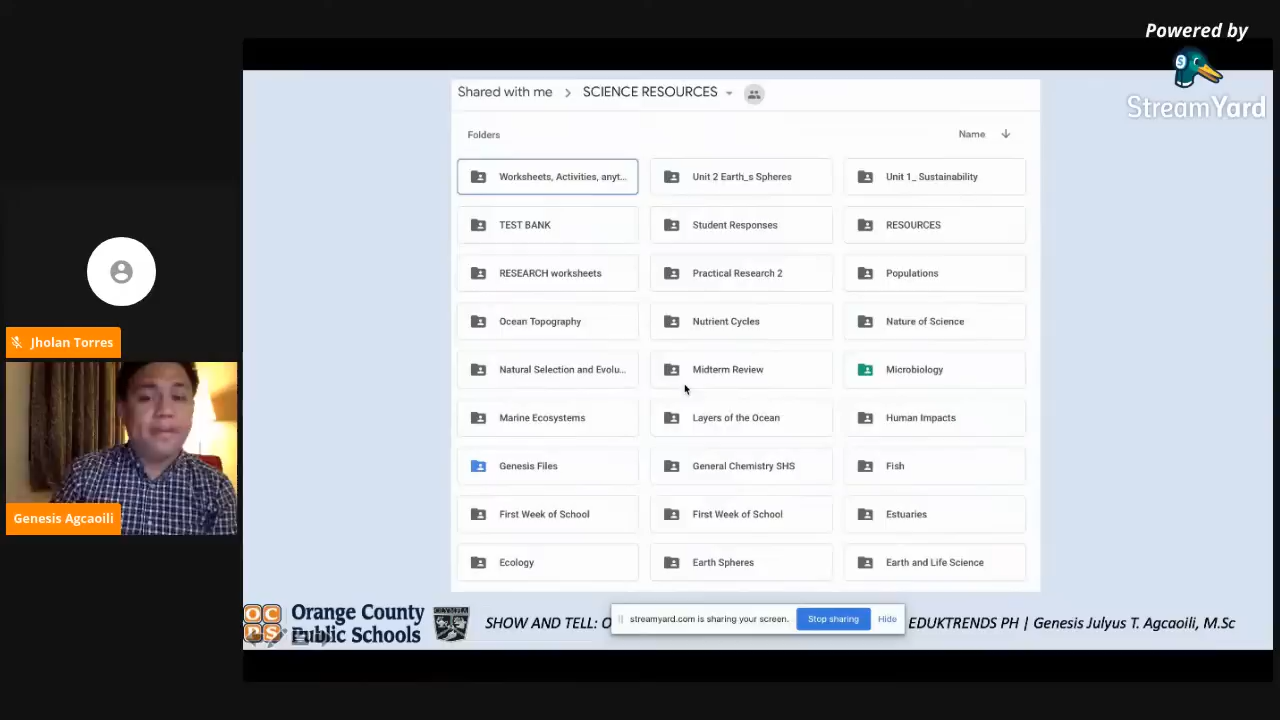 Powered by
StreamYard
Shared with me > SCIENCE RESOURCES
Folders
Name
Worksheets, Activities, anyt...
Unit 2 Earth_s Spheres
Unit 1_ Sustainability
TEST BANK
Student Responses
RESOURCES
RESEARCH worksheets
Practical Research 2
Populations
Ocean Topography
Nutrient Cycles
Nature of Science
Natural Selection and Evolu...
Midterm Review
Microbiology
Marine Ecosystems
Layers of the Ocean
Human Impacts
Genesis Files
General Chemistry SHS
Fish
First Week of School
First Week of School
Estuaries
Ecology
Earth Spheres
Earth and Life Science
Jholan Torres
Genesis Agcaoili
OCPS
Orange County
Public Schools
OLYMPIA
SHOW AND TELL: O
streamyard.com is sharing your screen.
Stop sharing
Hide
EDUKTRENDS PH | Genesis Julyus T. Agcaoili, M.Sc